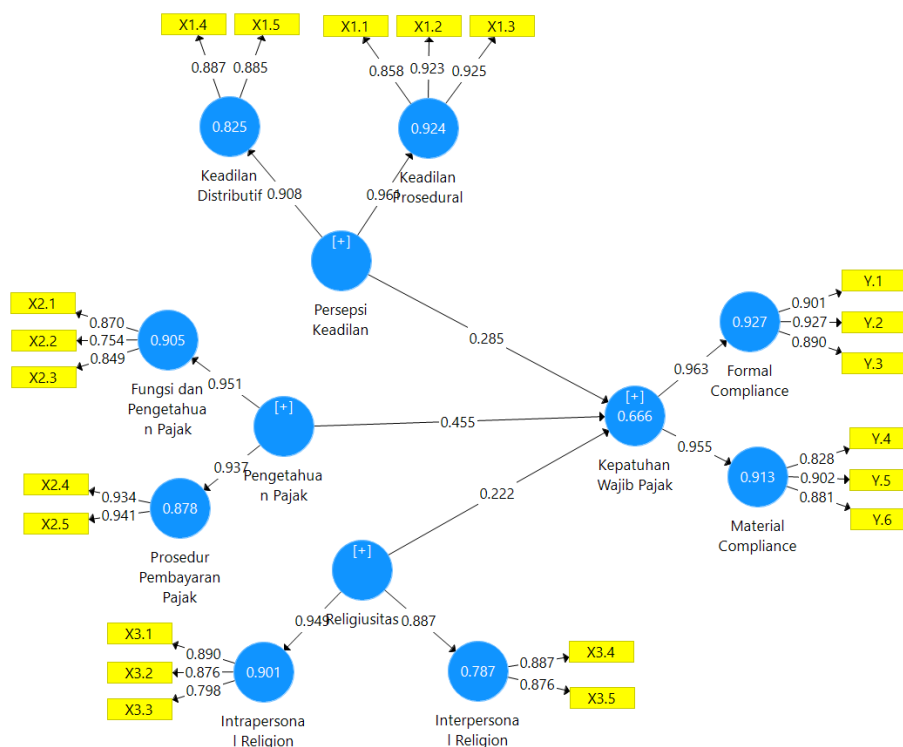 X1.4
X1.5
X1.1
X1.2
X1.3
0.887
0.885
0.858
0.923
0.925
0.825
0.924
Keadilan
Distributif
Keadilan
Prosedural
0.908
0.961
[+]
Persepsi
Keadilan
X2.1
X2.2
X2.3
0.870
0.754
0.849
0.905
Fungsi dan
Pengetahua
n Pajak
0.951
[+]
Pengetahua
n Pajak
0.937
X2.4
X2.5
0.934
0.941
0.878
Prosedur
Pembayaran
Pajak
0.285
0.455
0.222
[+]
0.666
Kepatuhan
Wajib Pajak
0.963
0.955
0.927
Formal
Compliance
0.901
0.927
0.890
Y.1
Y.2
Y.3
0.913
Material
Compliance
0.828
0.902
0.881
Y.4
Y.5
Y.6
[+]
Religiusitas
0.949
0.887
X3.1
X3.2
X3.3
0.890
0.876
0.798
0.901
Intrapersona
l Religion
0.787
Interpersona
l Religion
0.887
0.876
X3.4
X3.5